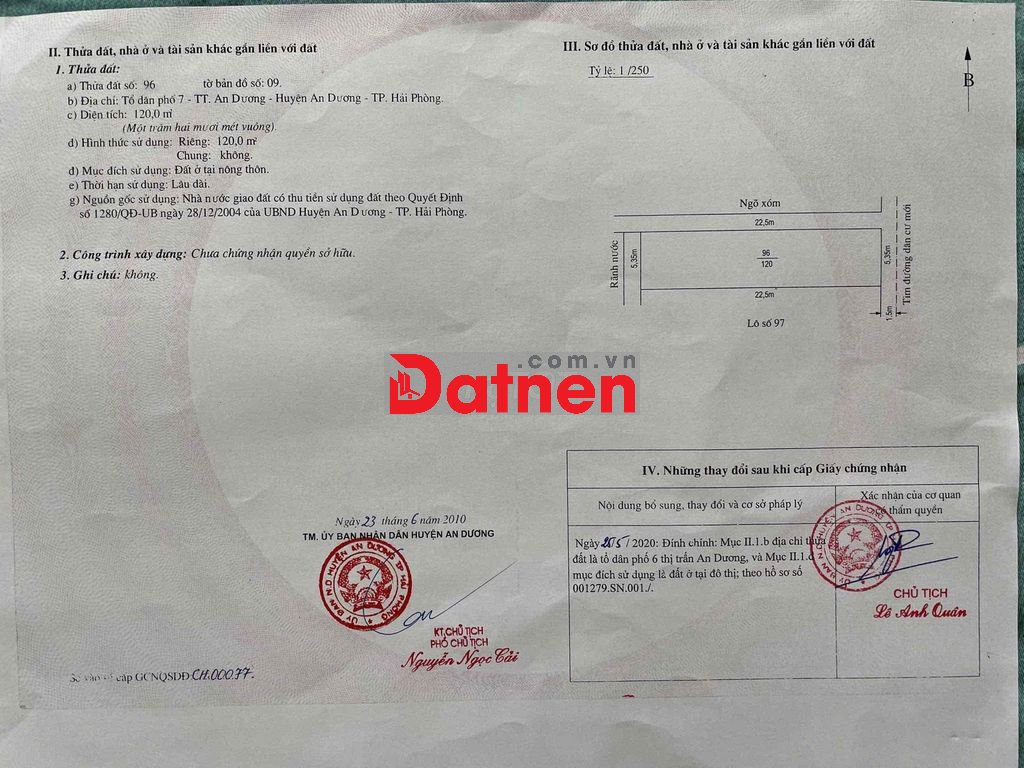 II. Thửa đất, nhà ở và tài sản khác gắn liền với đất
1. Thửa đất:
a) Thửa đất số: 96 tờ bản đồ số: 09.
b) Địa chỉ: Tổ dân phố 7 - TT. An Dương - Huyện An Dương - TP. Hải Phòng.
c) Diện tích: 120,0 m²
(Một trăm hai mươi mét vuông).
d) Hình thức sử dụng: Riêng: 120,0 m²
Chung: không.
đ) Mục đích sử dụng: Đất ở tại nông thôn.
e) Thời hạn sử dụng: Lâu dài.
g) Nguồn gốc sử dụng: Nhà nước giao đất có thu tiền sử dụng đất theo Quyết Định
số 1280/QĐ-UB ngày 28/12/2004 của UBND Huyện An Dương - TP. Hải Phòng.
2. Công trình xây dựng: Chưa chứng nhận quyền sở hữu.
3. Ghi chú: không.
Ngày 23 tháng 6 năm 2010
TM. ỦY BAN NHÂN DÂN HUYỆN AN DƯƠNG
ỦY BAN N.D HUYỆN AN DƯƠNG TP HẢI PHÒNG
KT.CHỦ TỊCH
PHÓ CHỦ TỊCH
Nguyễn Ngọc Cải
Số vào sổ cấp GCNQSDĐ CH.00077.
III. Sơ đồ thửa đất, nhà ở và tài sản khác gắn liền với đất
Tỷ lệ: 1/250
B
Ngõ xóm
22,5m
Rãnh nước
5,35m
96
120
5,35m
Tim đường dân cư mới
22,5m
1,5m
Lô số 97
.com.vn
Datnen
IV. Những thay đổi sau khi cấp Giấy chứng nhận
Nội dung bổ sung, thay đổi và cơ sở pháp lý
Xác nhận của cơ quan
có thẩm quyền
Ngày /5/2020: Đính chính: Mục II.1.b địa chỉ thửa
đất là tổ dân phố 6 thị trấn An Dương, và Mục II.1.đ
mục đích sử dụng là đất ở tại đô thị; theo hồ sơ số
001279.SN.001./.
CHỦ TỊCH
Lê Anh Quân